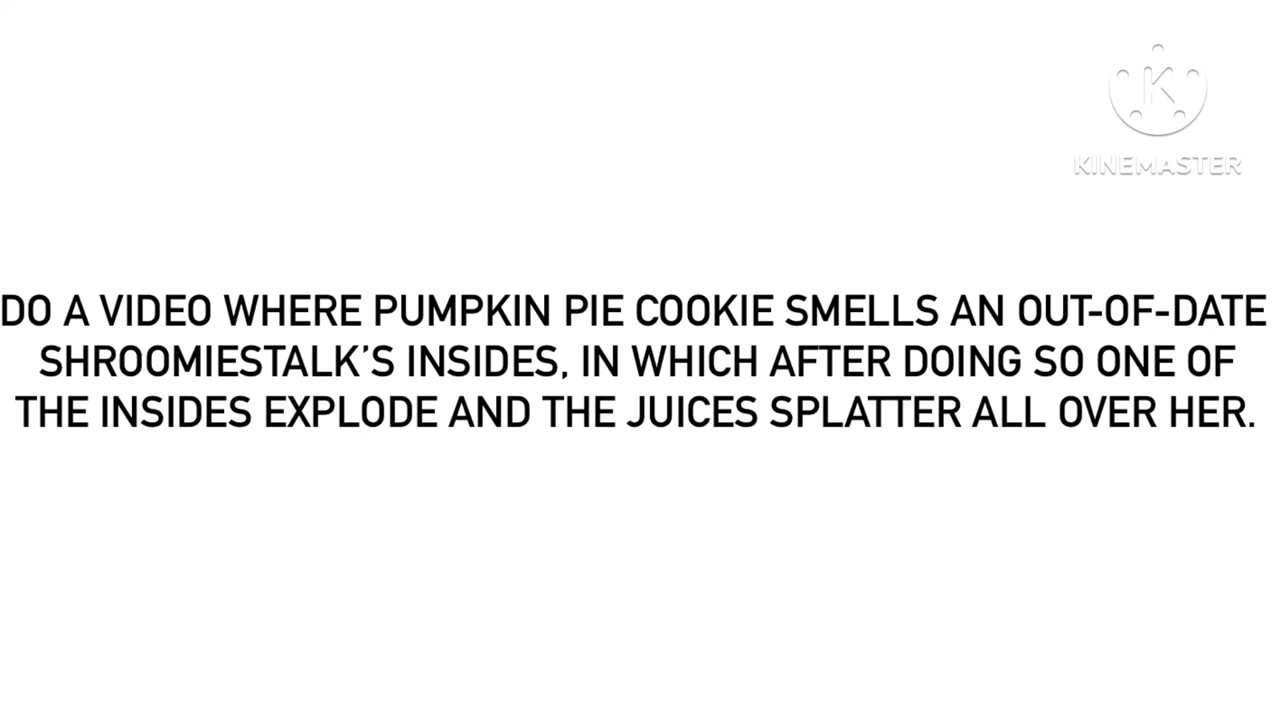 KINEMASTER
DO A VIDEO WHERE PUMPKIN PIE COOKIE SMELLS AN OUT-OF-DATE
SHROOMIESTALK’S INSIDES, IN WHICH AFTER DOING SO ONE OF
THE INSIDES EXPLODE AND THE JUICES SPLATTER ALL OVER HER.